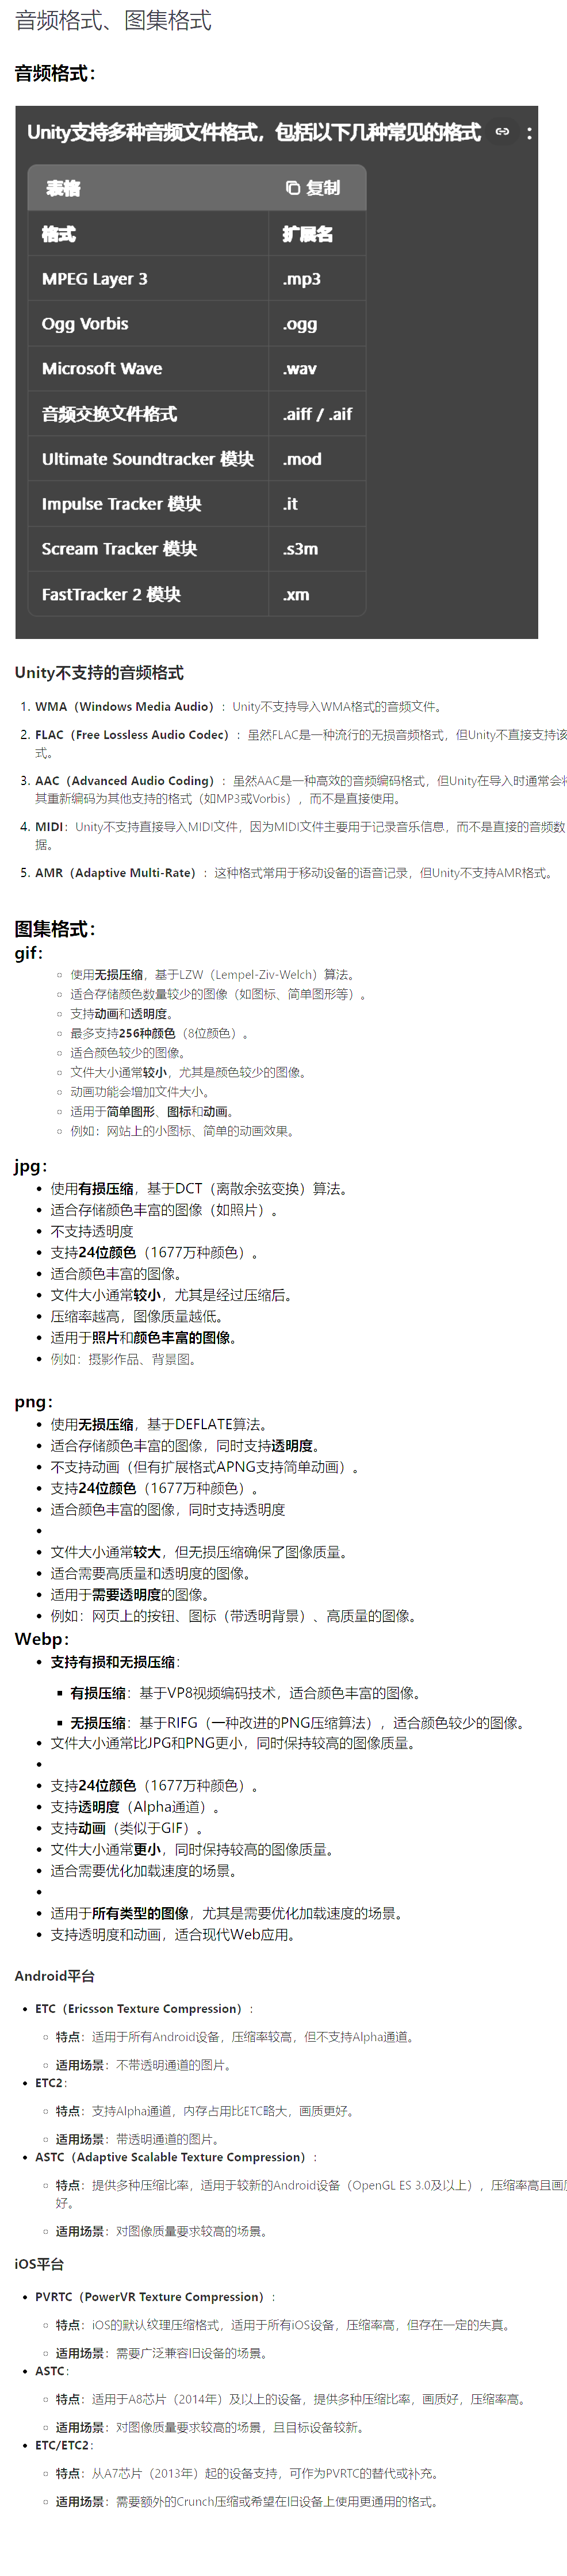 音频格式、图集格式
音频格式：
Unity支持多种音频文件格式，包括以下几种常见的格式 ：
表格 复制
格式 扩展名
MPEG Layer 3 .mp3
Ogg Vorbis .ogg
Microsoft Wave .wav
音频交换文件格式 .aiff / .aif
Ultimate Soundtracker 模块 .mod
Impulse Tracker 模块 .it
Scream Tracker 模块 .s3m
FastTracker 2 模块 .xm
Unity不支持的音频格式
1. WMA（Windows Media Audio）：Unity不支持导入WMA格式的音频文件。
2. FLAC（Free Lossless Audio Codec）：虽然FLAC是一种流行的无损音频格式，但Unity不直接支持该
式。
3. AAC（Advanced Audio Coding）：虽然AAC是一种高效的音频编码格式，但Unity在导入时通常会将
其重新编码为其他支持的格式（如MP3或Vorbis），而不是直接使用。
4. MIDI：Unity不支持直接导入MIDI文件，因为MIDI文件主要用于记录音乐信息，而不是直接的音频数
据。
5. AMR（Adaptive Multi-Rate）：这种格式常用于移动设备的语音记录，但Unity不支持AMR格式。
图集格式：
gif：
使用无损压缩，基于LZW（Lempel-Ziv-Welch）算法。
适合存储颜色数量较少的图像（如图标、简单图形等）。
支持动画和透明度。
最多支持256种颜色（8位颜色）。
适合颜色较少的图像。
文件大小通常较小，尤其是颜色较少的图像。
动画功能会增加文件大小。
适用于简单图形、图标和动画。
例如：网站上的小图标、简单的动画效果。
jpg：
使用有损压缩，基于DCT（离散余弦变换）算法。
适合存储颜色丰富的图像（如照片）。
不支持透明度
支持24位颜色（1677万种颜色）。
适合颜色丰富的图像。
文件大小通常较小，尤其是经过压缩后。
压缩率越高，图像质量越低。
适用于照片和颜色丰富的图像。
例如：摄影作品、背景图。
png：
使用无损压缩，基于DEFLATE算法。
适合存储颜色丰富的图像，同时支持透明度。
不支持动画（但有扩展格式APNG支持简单动画）。
支持24位颜色（1677万种颜色）。
适合颜色丰富的图像，同时支持透明度
文件大小通常较大，但无损压缩确保了图像质量。
适合需要高质量和透明度的图像。
适用于需要透明度的图像。
例如：网页上的按钮、图标（带透明背景）、高质量的图像。
Webp：
支持有损和无损压缩：
有损压缩：基于VP8视频编码技术，适合颜色丰富的图像。
无损压缩：基于RIFG（一种改进的PNG压缩算法），适合颜色较少的图像。
文件大小通常比JPG和PNG更小，同时保持较高的图像质量。
支持24位颜色（1677万种颜色）。
支持透明度（Alpha通道）。
支持动画（类似于GIF）。
文件大小通常更小，同时保持较高的图像质量。
适合需要优化加载速度的场景。
适用于所有类型的图像，尤其是需要优化加载速度的场景。
支持透明度和动画，适合现代Web应用。
Android平台
ETC（Ericsson Texture Compression）：
特点：适用于所有Android设备，压缩率较高，但不支持Alpha通道。
适用场景：不带透明通道的图片。
ETC2：
特点：支持Alpha通道，内存占用比ETC略大，画质更好。
适用场景：带透明通道的图片。
ASTC（Adaptive Scalable Texture Compression）：
特点：提供多种压缩比率，适用于较新的Android设备（OpenGL ES 3.0及以上），压缩率高且画质
好。
适用场景：对图像质量要求较高的场景。
iOS平台
PVRTC（PowerVR Texture Compression）：
特点：iOS的默认纹理压缩格式，适用于所有iOS设备，压缩率高，但存在一定的失真。
适用场景：需要广泛兼容旧设备的场景。
ASTC：
特点：适用于A8芯片（2014年）及以上的设备，提供多种压缩比率，画质好，压缩率高。
适用场景：对图像质量要求较高的场景，且目标设备较新。
ETC/ETC2：
特点：从A7芯片（2013年）起的设备支持，可作为PVRTC的替代或补充。
适用场景：需要额外的Crunch压缩或希望在旧设备上使用更通用的格式。